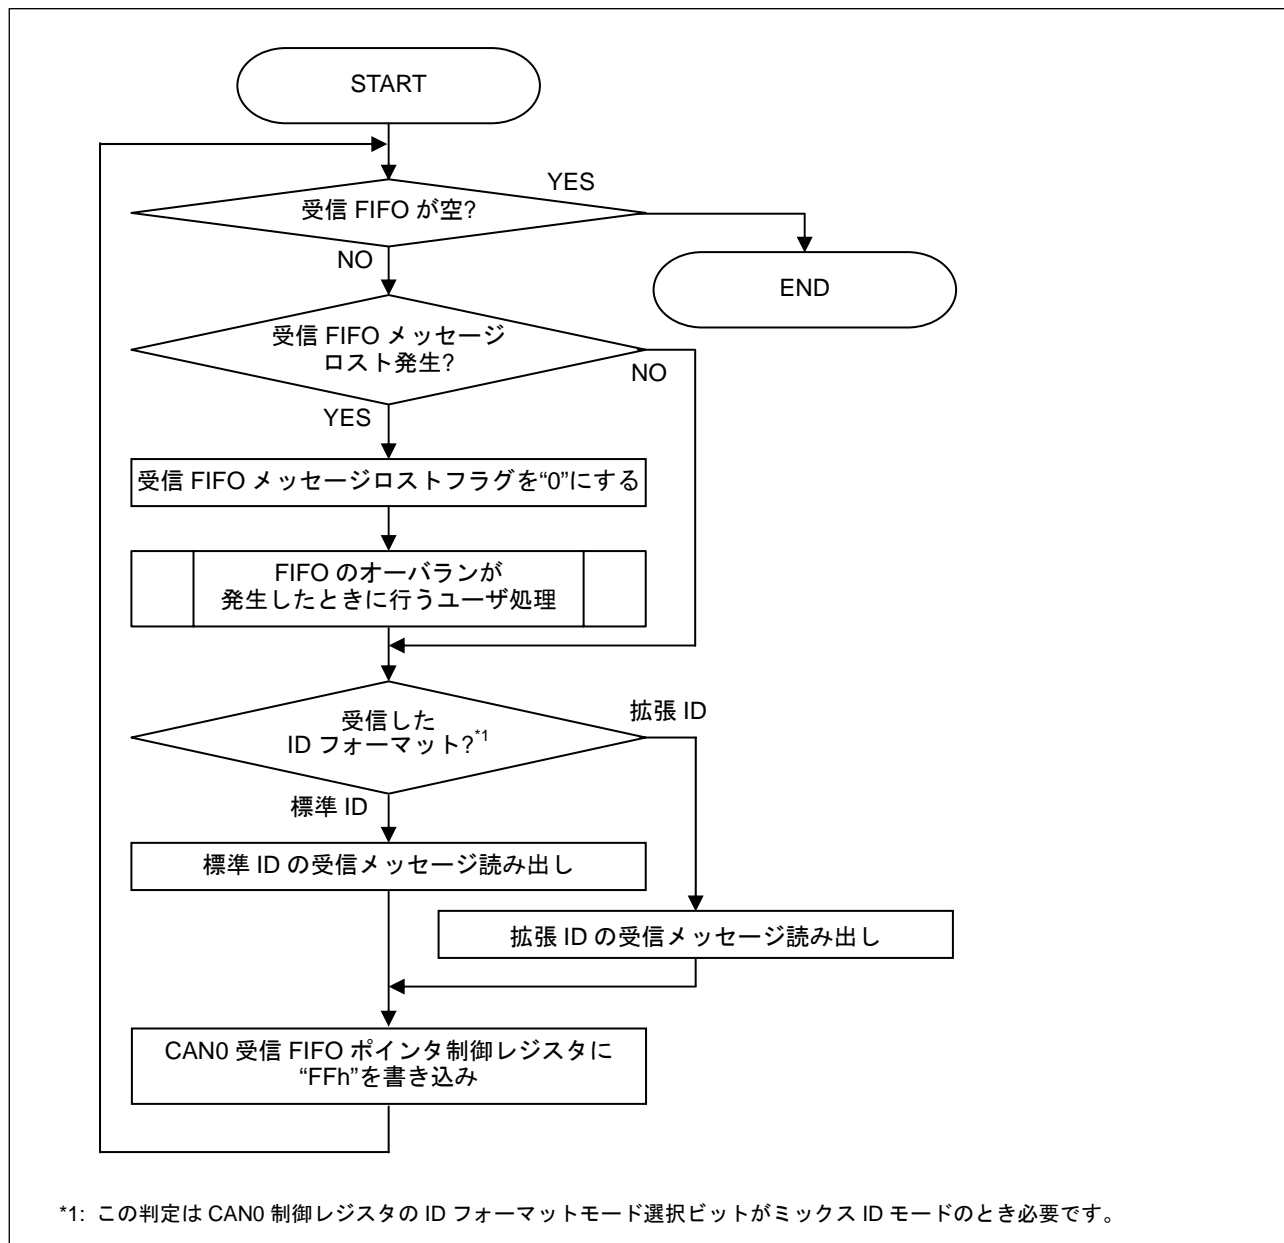 START
YES
受信 FIFO が空?
NO
END
受信 FIFO メッセージ
ロスト発生?
NO
YES
受信 FIFO メッセージロストフラグを“0”にする
FIFO のオーバランが
発生したときに行うユーザ処理
拡張 ID
受信した
ID フォーマット?*1
標準 ID
標準 ID の受信メッセージ読み出し
拡張 ID の受信メッセージ読み出し
CAN0 受信 FIFO ポインタ制御レジスタに
“FFh”を書き込み
*1: この判定は CAN0 制御レジスタの ID フォーマットモード選択ビットがミックス ID モードのとき必要です。